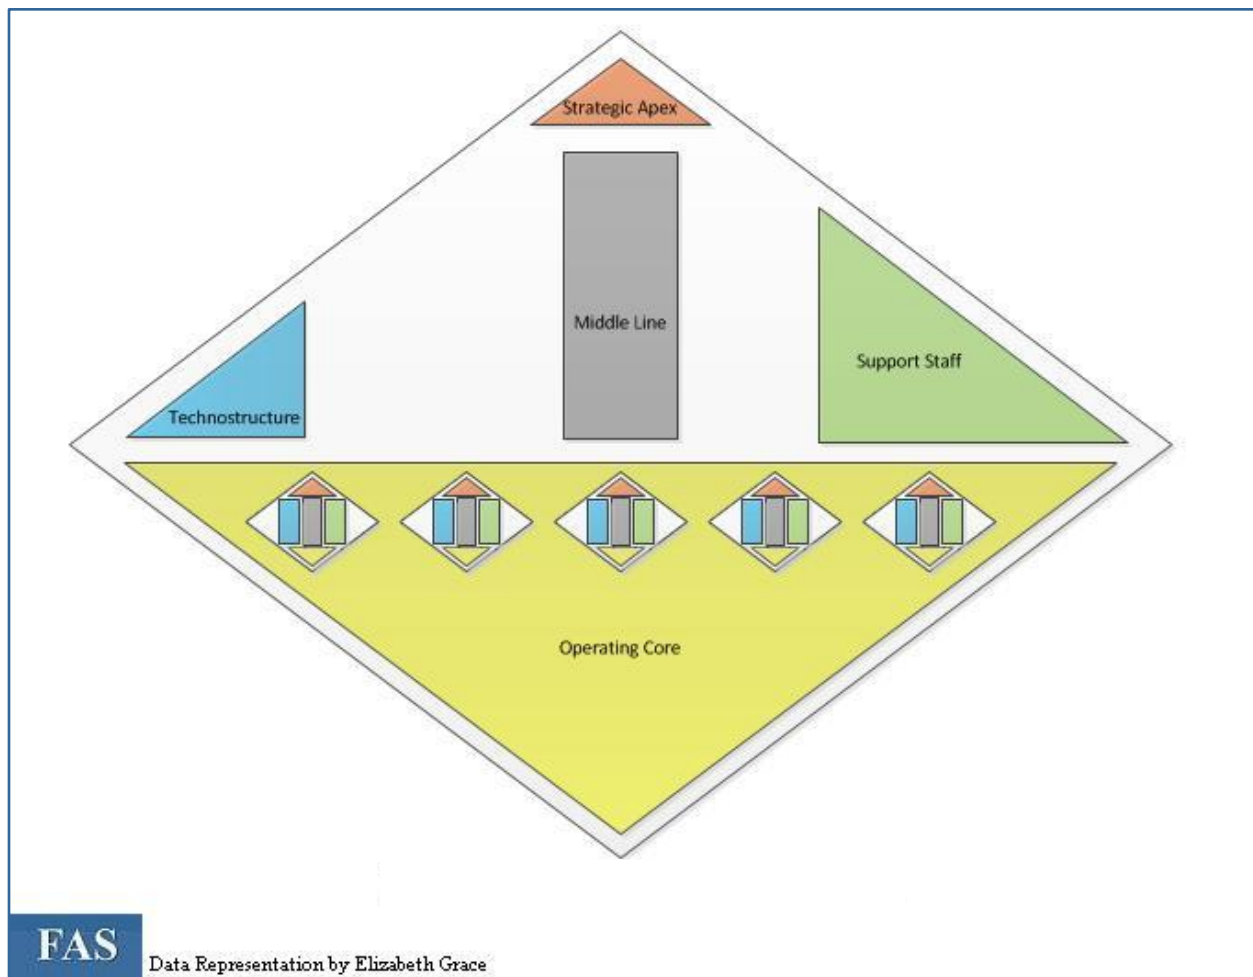 Strategic Apex
Middle Line
Support Staff
Technostructure
Operating Core
FAS
Data Representation by Elizabeth Grace